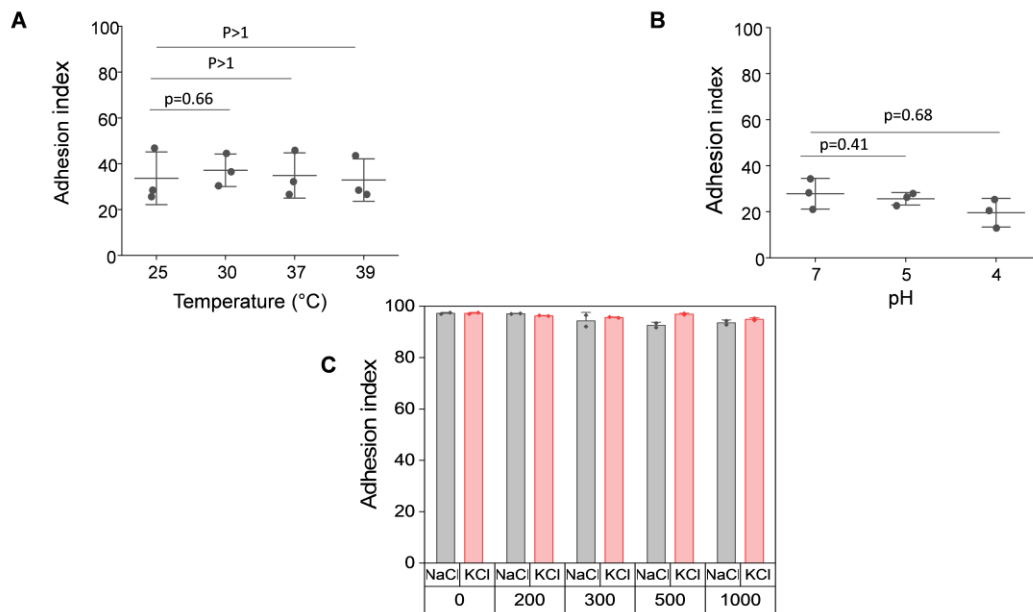 A
Adhesion index
100
80
60
40
20
0
P>1
P>1
p=0.66
25 30 37 39
Temperature (°C)
B
Adhesion index
100
80
60
40
20
0
p=0.68
p=0.41
7 5 4
pH
C
Adhesion index
100
80
60
40
20
0
NaCl KCl NaCl KCl NaCl KCl NaCl KCl NaCl KCl
0 200 300 500 1000